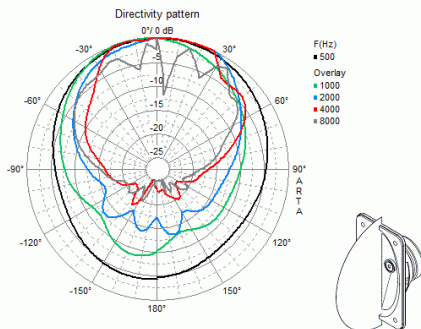 Directivity pattern
0°/ 0 dB
-30°
30°
F(Hz)
500
-5
Overlay
1000
-10
2000
-60°
60°
4000
-15
8000
-20
-25
-90°
90°
A
R
T
A
-120°
120°
-150°
150°
180°